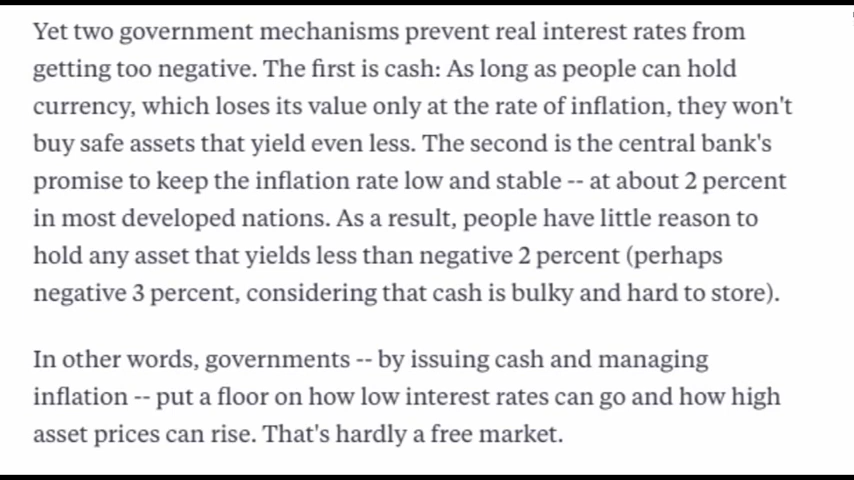 Yet two government mechanisms prevent real interest rates from
getting too negative. The first is cash: As long as people can hold
currency, which loses its value only at the rate of inflation, they won't
buy safe assets that yield even less. The second is the central bank's
promise to keep the inflation rate low and stable -- at about 2 percent
in most developed nations. As a result, people have little reason to
hold any asset that yields less than negative 2 percent (perhaps
negative 3 percent, considering that cash is bulky and hard to store).
In other words, governments -- by issuing cash and managing
inflation -- put a floor on how low interest rates can go and how high
asset prices can rise. That's hardly a free market.